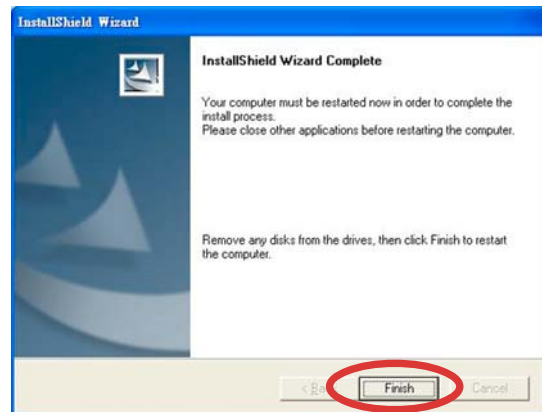 InstallShield Wizard
InstallShield Wizard Complete
Your computer must be restarted now in order to complete the
install process.
Please close other applications before restarting the computer.
Remove any disks from the drives, then click Finish to restart
the computer.
Finish
Cancel